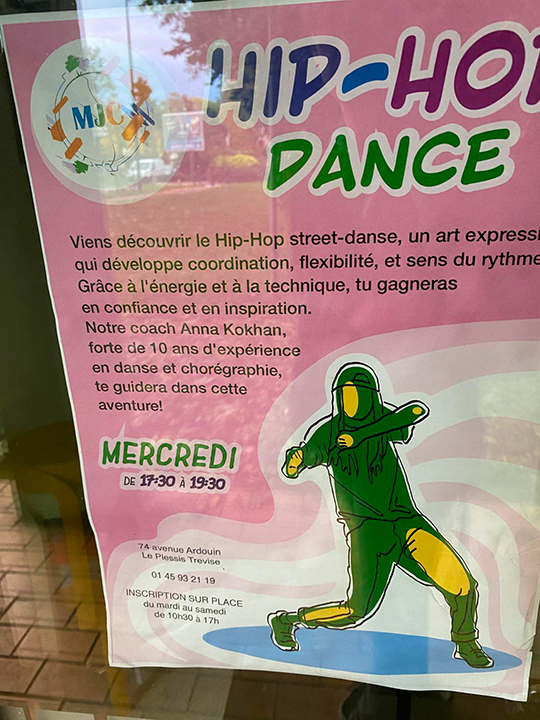 MJC
HIP-HO
DANCE
Viens découvrir le Hip-Hop street-danse, un art expressi
qui développe coordination, flexibilité, et sens du rythme
Grâce à l'énergie et à la technique, tu gagneras
en confiance et en inspiration.
Notre coach Anna Kokhan,
forte de 10 ans d'expérience
en danse et chorégraphie,
te guidera dans cette
aventure!
MERCREDI
DE 17:30 À 19:30
74 avenue Ardouin
Le Plessis Trevise
01 45 93 21 19
INSCRIPTION SUR PLACE
du mardi au samedi
de 10h30 à 17h